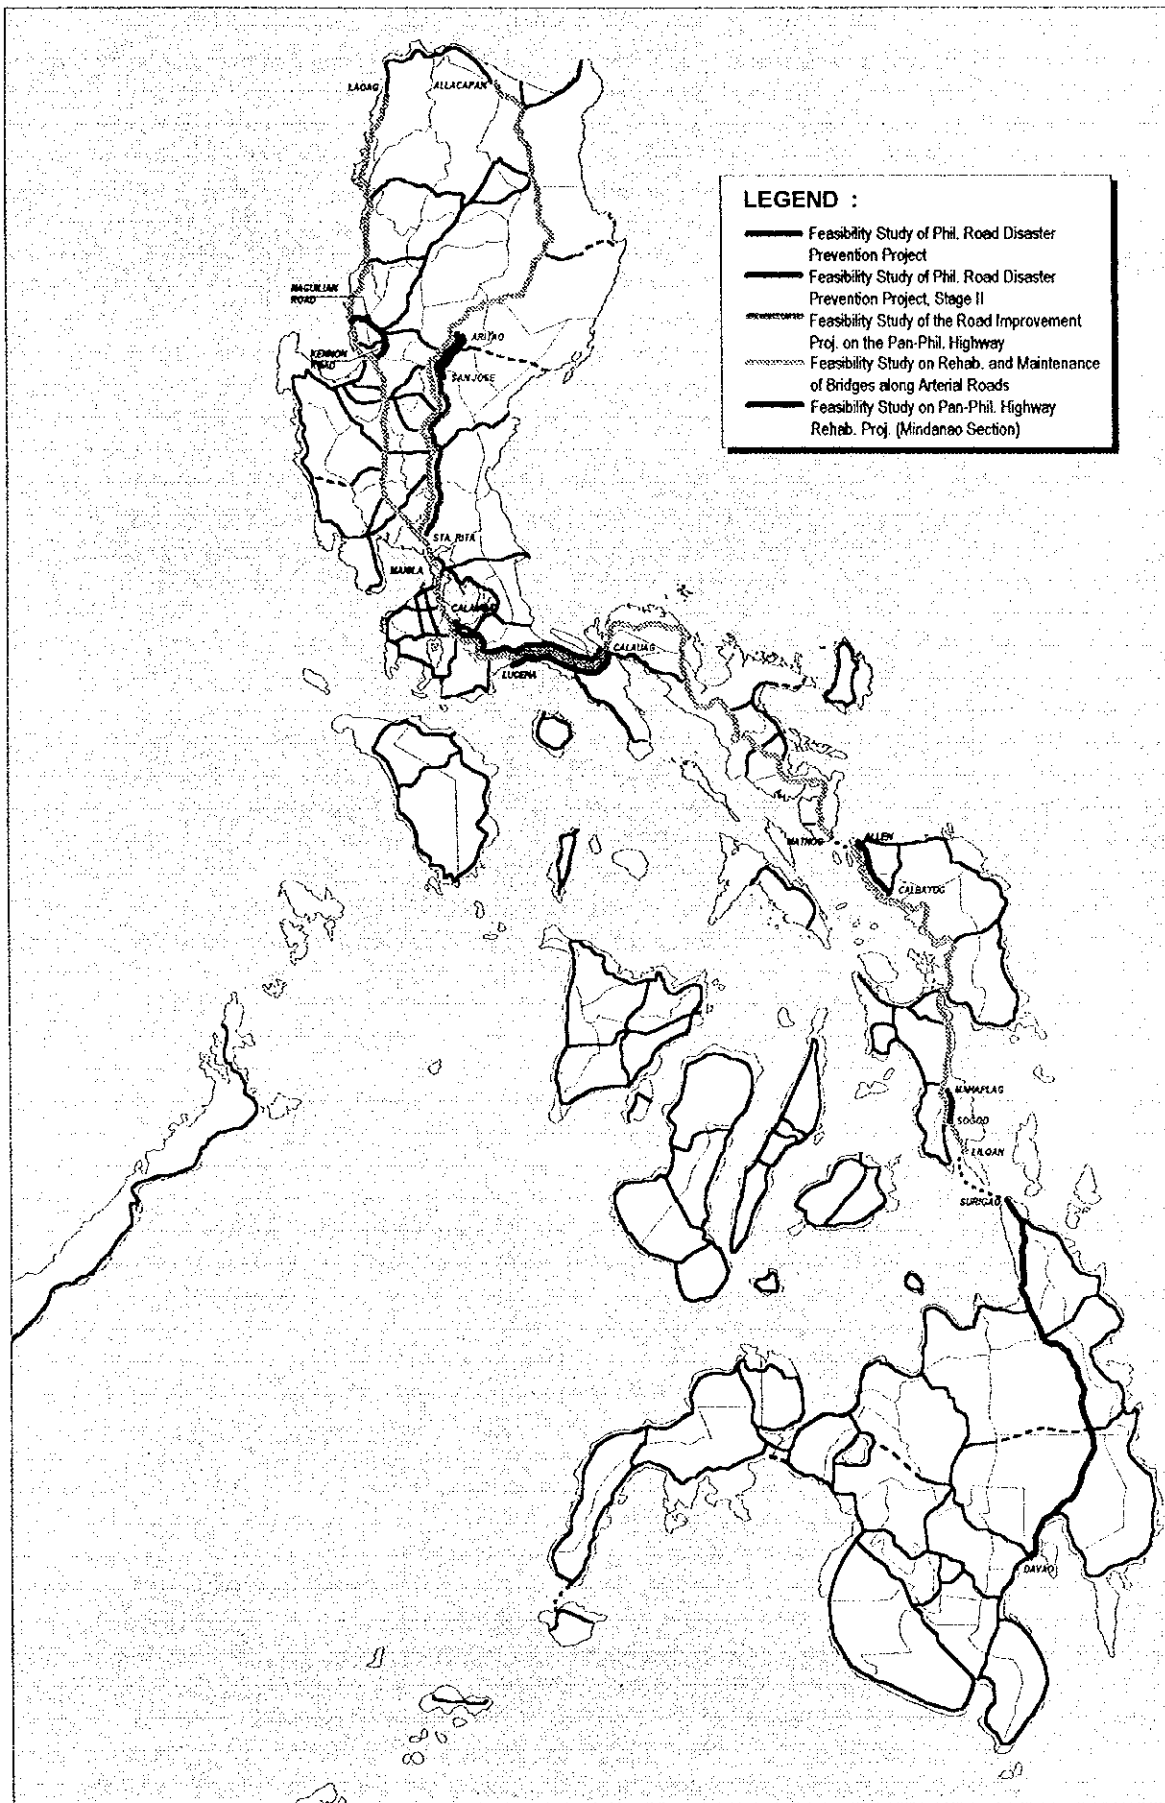 LAOAG
ALLACAPAN
LEGEND :
Feasibility Study of Phil. Road Disaster
Prevention Project
Feasibility Study of Phil. Road Disaster
Prevention Project, Stage II
Feasibility Study of the Road Improvement
Proj. on the Pan-Phil. Highway
Feasibility Study on Rehab. and Maintenance
of Bridges along Arterial Roads
Feasibility Study on Pan-Phil. Highway
Rehab. Proj. (Mindanao Section)
NAGUILIAN
ROAD
ARITAO
KENNON
ROAD
SAN JOSE
STA. RITA
MANILA
CALAUAG
LUCENA
MATNOG
ALLEN
CALBAYOG
MAHAPLAG
SOGOD
LILOAN
SURIGAO
DAVAO